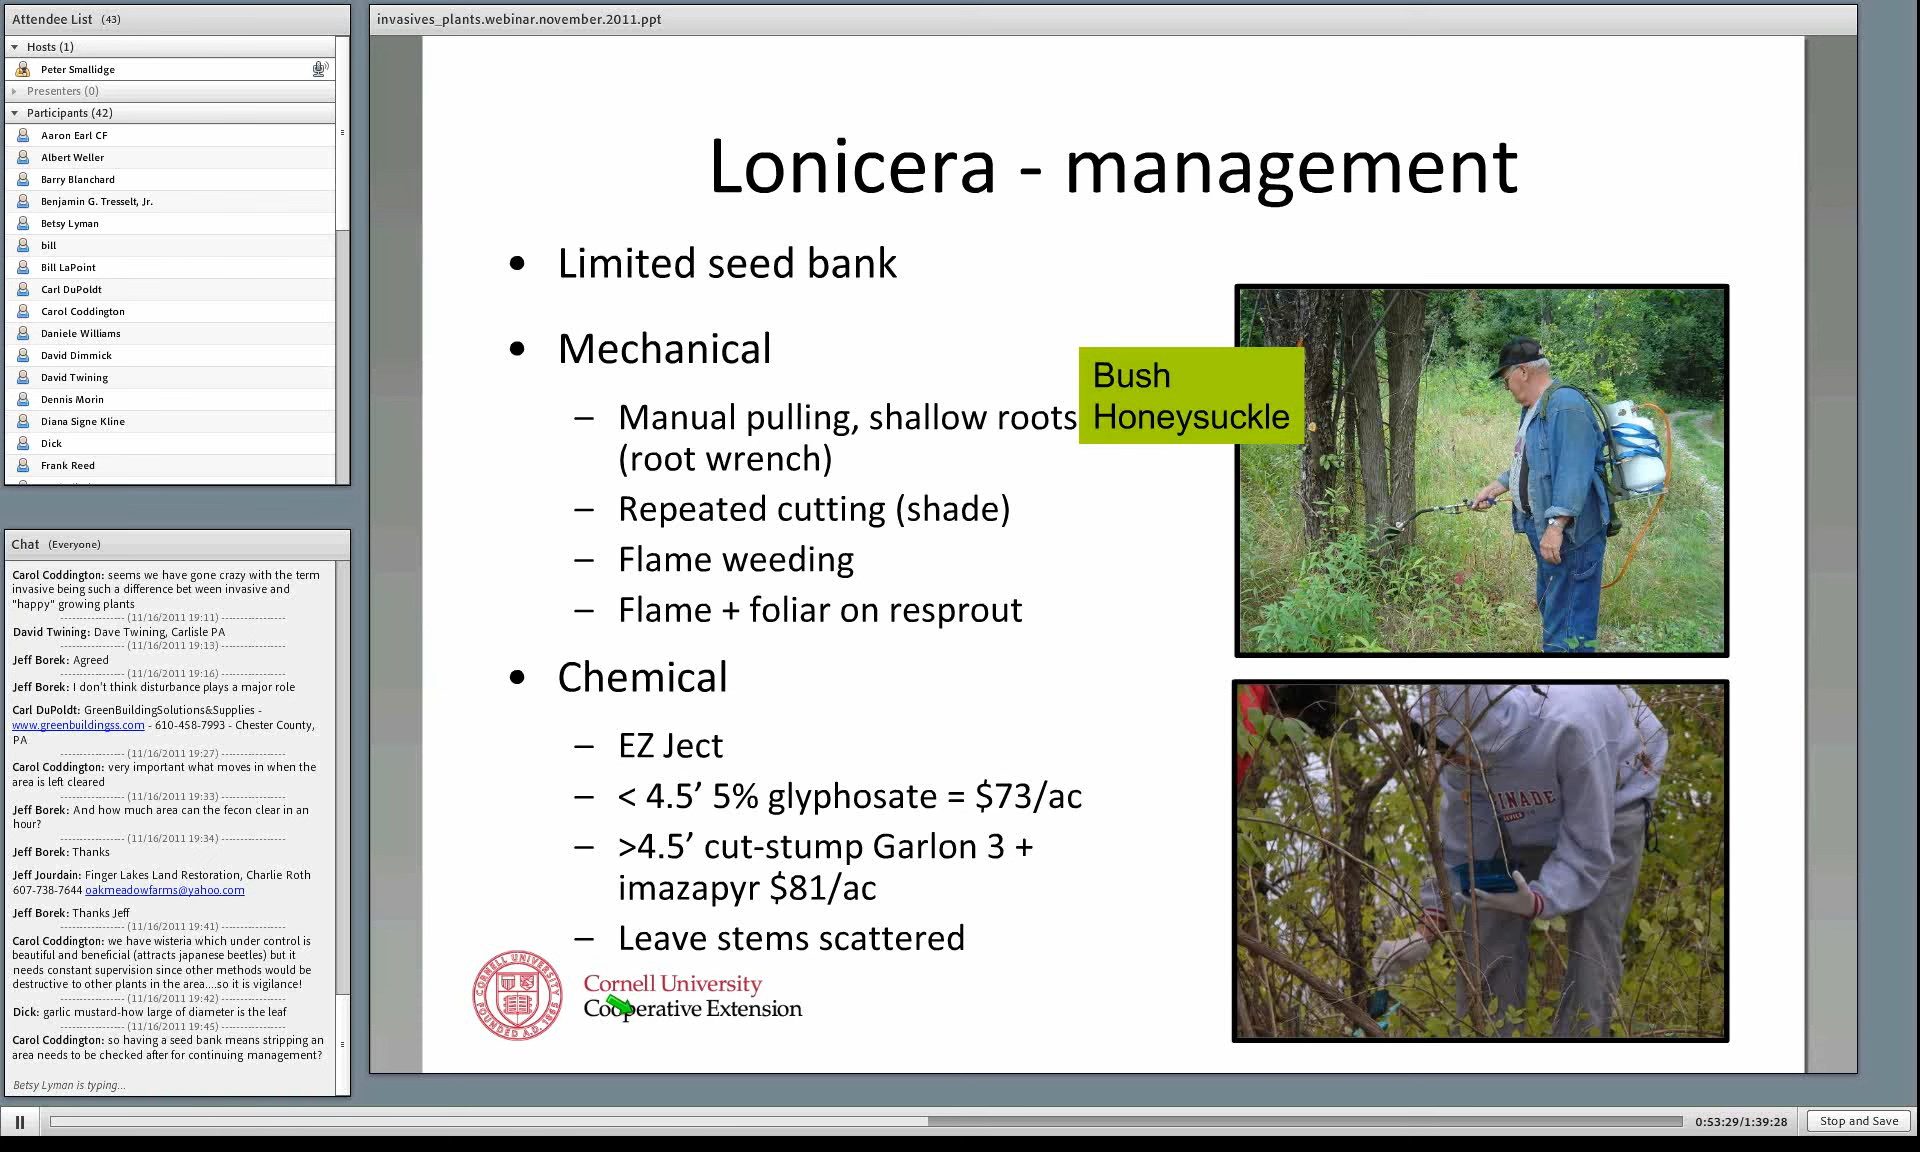 Attendee List (43)
Hosts (1)
Peter Smallidge
Presenters (0)
Participants (42)
Aaron Earl CF
Albert Weller
Barry Blanchard
Benjamin G. Tresselt, Jr.
Betsy Lyman
bill
Bill LaPoint
Carl DuPoldt
Carol Coddington
Daniele Williams
David Dimmick
David Twining
Dennis Morin
Diana Signe Kline
Dick
Frank Reed
Chat (Everyone)
Carol Coddington: seems we have gone crazy with the term
invasive being such a difference bet ween invasive and
"happy" growing plants
----------------- (11/16/2011 19:11) -----------------
David Twining: Dave Twining, Carlisle PA
----------------- (11/16/2011 19:13) -----------------
Jeff Borek: Agreed
----------------- (11/16/2011 19:16) -----------------
Jeff Borek: I don't think disturbance plays a major role
Carl DuPoldt: GreenBuildingSolutions&Supplies -
www.greenbuildingss.com - 610-458-7993 - Chester County,
PA
----------------- (11/16/2011 19:27) -----------------
Carol Coddington: very important what moves in when the
area is left cleared
----------------- (11/16/2011 19:33) -----------------
Jeff Borek: And how much area can the fecon clear in an
hour?
----------------- (11/16/2011 19:34) -----------------
Jeff Borek: Thanks
Jeff Jourdain: Finger Lakes Land Restoration, Charlie Roth
607-738-7644 oakmeadowfarms@yahoo.com
Jeff Borek: Thanks Jeff
----------------- (11/16/2011 19:41) -----------------
Carol Coddington: we have wisteria which under control is
beautiful and beneficial (attracts japanese beetles) but it
needs constant supervision since other methods would be
destructive to other plants in the area....so it is vigilance!
----------------- (11/16/2011 19:42) -----------------
Dick: garlic mustard-how large of diameter is the leaf
----------------- (11/16/2011 19:45) -----------------
Carol Coddington: so having a seed bank means stripping an
area needs to be checked after for continuing management?
Betsy Lyman is typing...
invasives_plants.webinar.november.2011.ppt
Lonicera - management
• Limited seed bank
• Mechanical
– Manual pulling, shallow roots
(root wrench)
– Repeated cutting (shade)
– Flame weeding
– Flame + foliar on resprout
• Chemical
– EZ Ject
– < 4.5’ 5% glyphosate = $73/ac
– >4.5’ cut-stump Garlon 3 +
imazapyr $81/ac
– Leave stems scattered
Bush
Honeysuckle
CORNELL UNIVERSITY
FOUNDED A.D. 1865
Cornell University
Cooperative Extension
0:53:29/1:39:28
Stop and Save